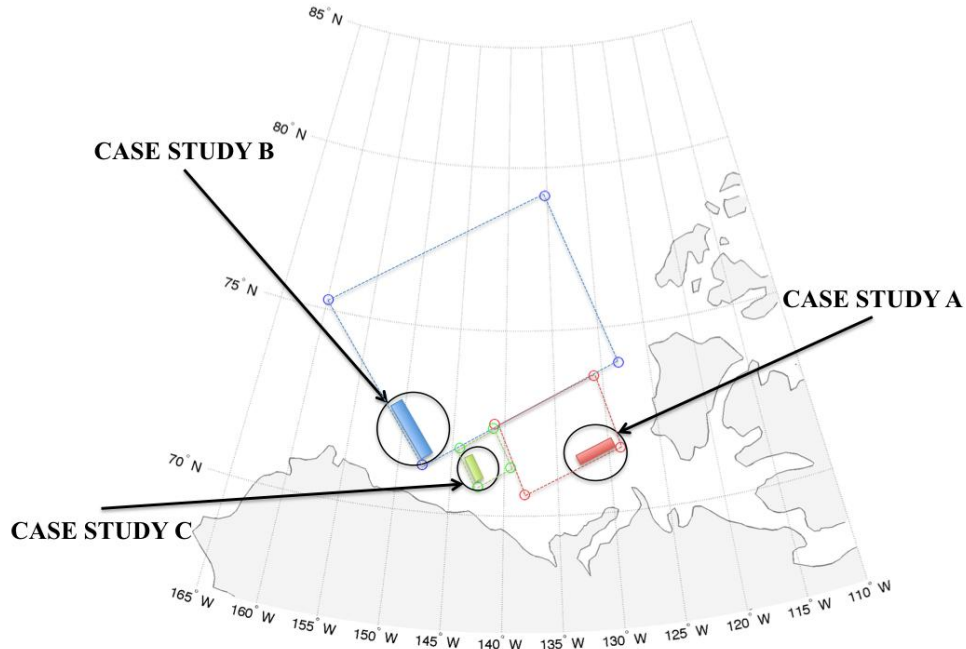 85° N
80° N
CASE STUDY B
75° N
CASE STUDY A
70° N
CASE STUDY C
165° W
160° W
155° W
150° W
145° W
140° W
135° W
130° W
125° W
120° W
115° W
110° W